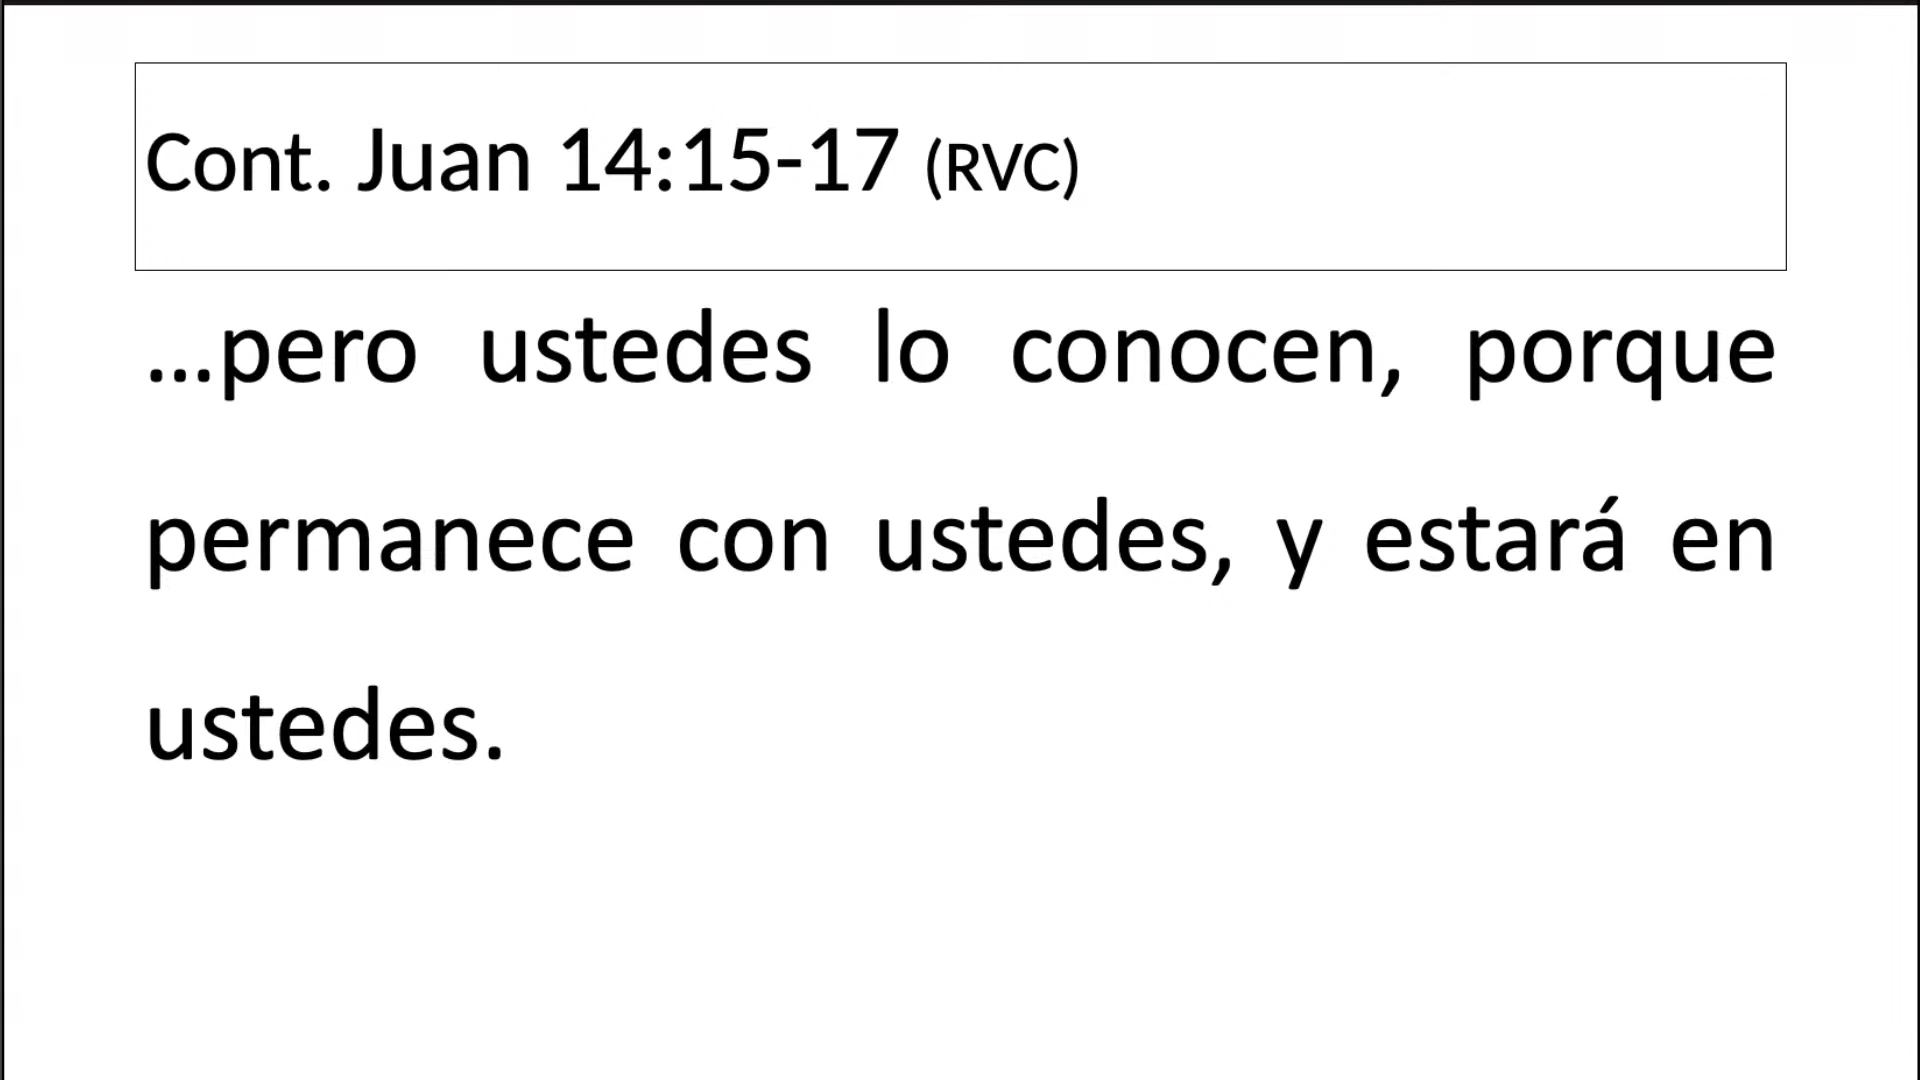 Cont. Juan 14:15-17 (RVC)
...pero ustedes lo conocen, porque
permanece con ustedes, y estará en
ustedes.